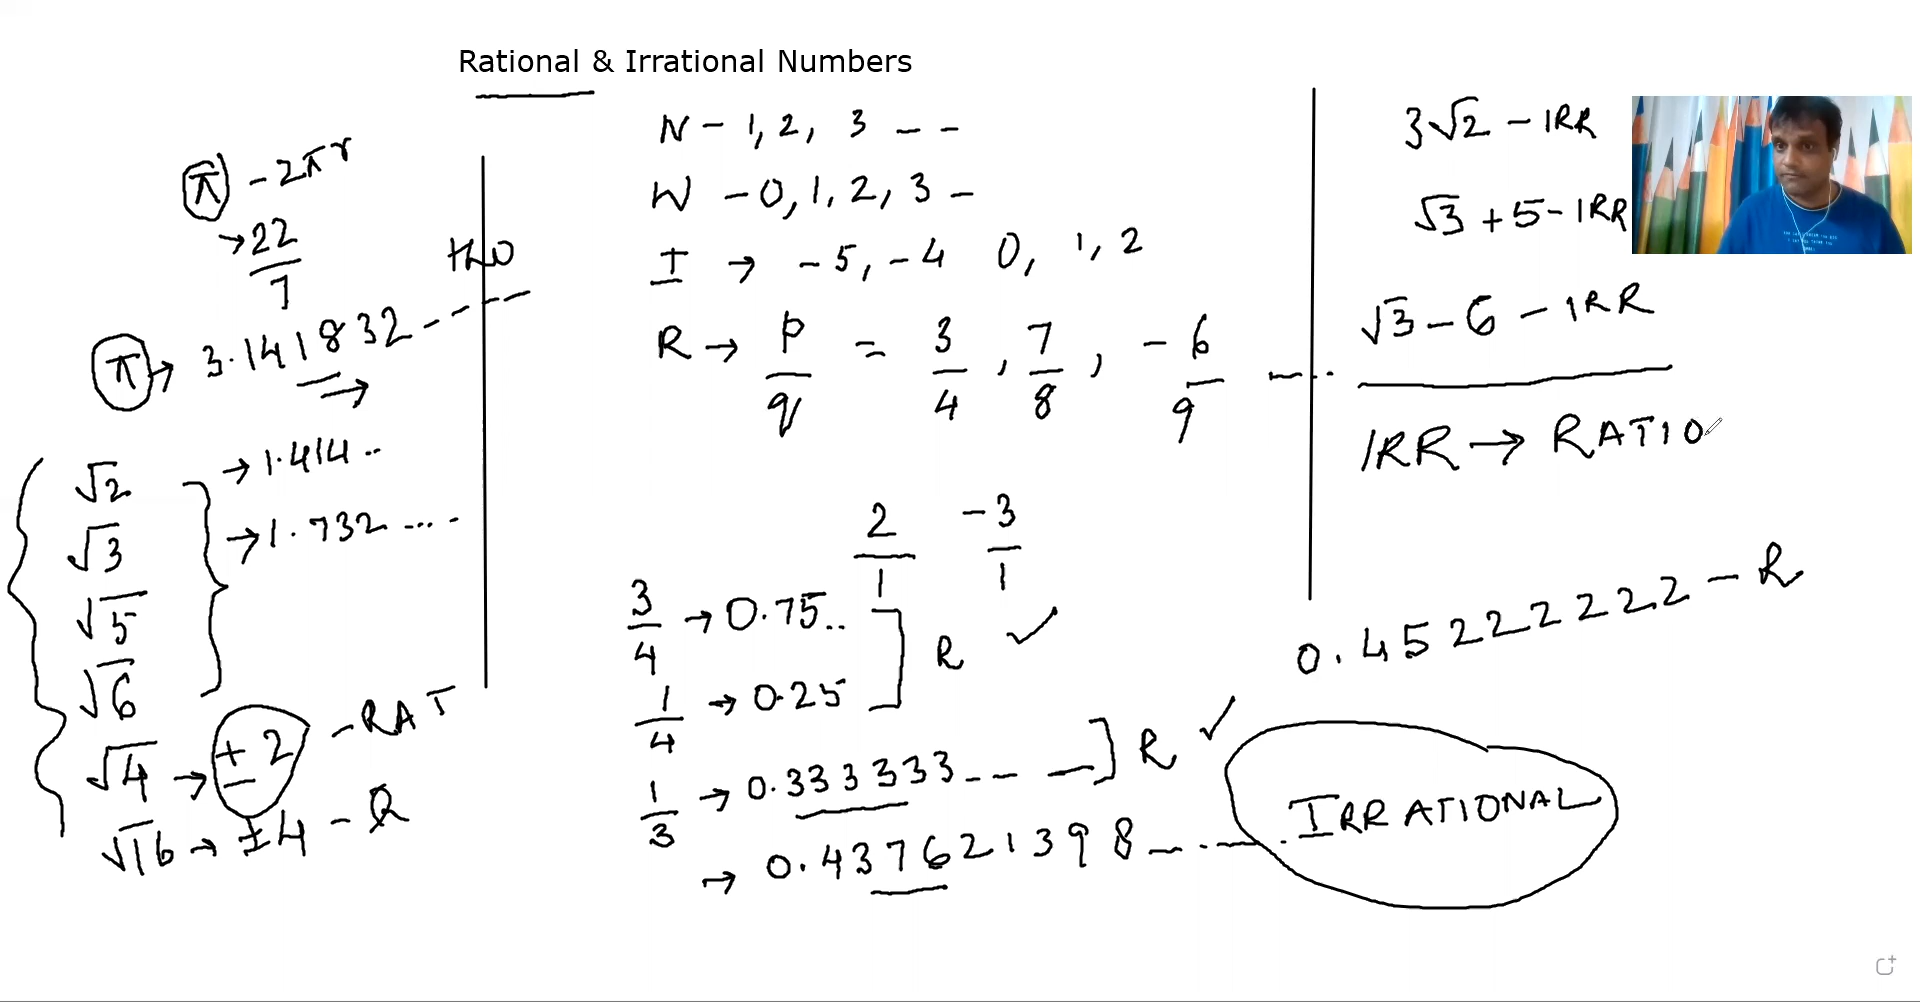 Rational & Irrational Numbers
π - 2πr
→ 22
7
H2O
π → 3.141832-----
√2 → 1.414..
√3 → 1.732....
√5
√6
√4 → ±2 - RAT
√16 → ±4 - R
N - 1, 2, 3 --
W - 0, 1, 2, 3 -
I → -5, -4 0, 1, 2
R → p/q = 3/4, 7/8, -6/9 ----
2/1 -3/1
3/4 → 0.75..
1/4 → 0.25 ] R ✓
1/3 → 0.333333-- — ] R ✓
→ 0.437621398------ IRRATIONAL
3√2 - IRR
√3 + 5 - IRR
√3 - 6 - IRR
IRR → RATIO
0.45222222 - R